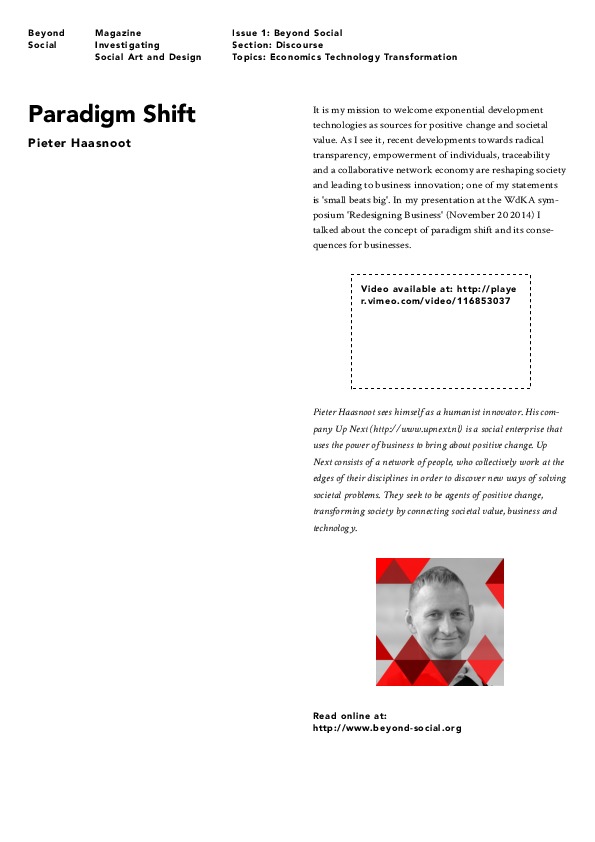 Beyond
Social
Magazine
Investigating
Social Art and Design
Issue 1: Beyond Social
Section: Discourse
Topics: Economics Technology Transformation
Paradigm Shift
Pieter Haasnoot
It is my mission to welcome exponential development
technologies as sources for positive change and societal
value. As I see it, recent developments towards radical
transparency, empowerment of individuals, traceability
and a collaborative network economy are reshaping society
and leading to business innovation; one of my statements
is 'small beats big'. In my presentation at the WdKA sym-
posium 'Redesigning Business' (November 20 2014) I
talked about the concept of paradigm shift and its conse-
quences for businesses.
Video available at: http://playe
r.vimeo.com/video/116853037
Pieter Haasnoot sees himself as a humanist innovator. His com-
pany Up Next (http://www.upnext.nl) is a social enterprise that
uses the power of business to bring about positive change. Up
Next consists of a network of people, who collectively work at the
edges of their disciplines in order to discover new ways of solving
societal problems. They seek to be agents of positive change,
transforming society by connecting societal value, business and
technology.
Read online at:
http://www.beyond-social.org